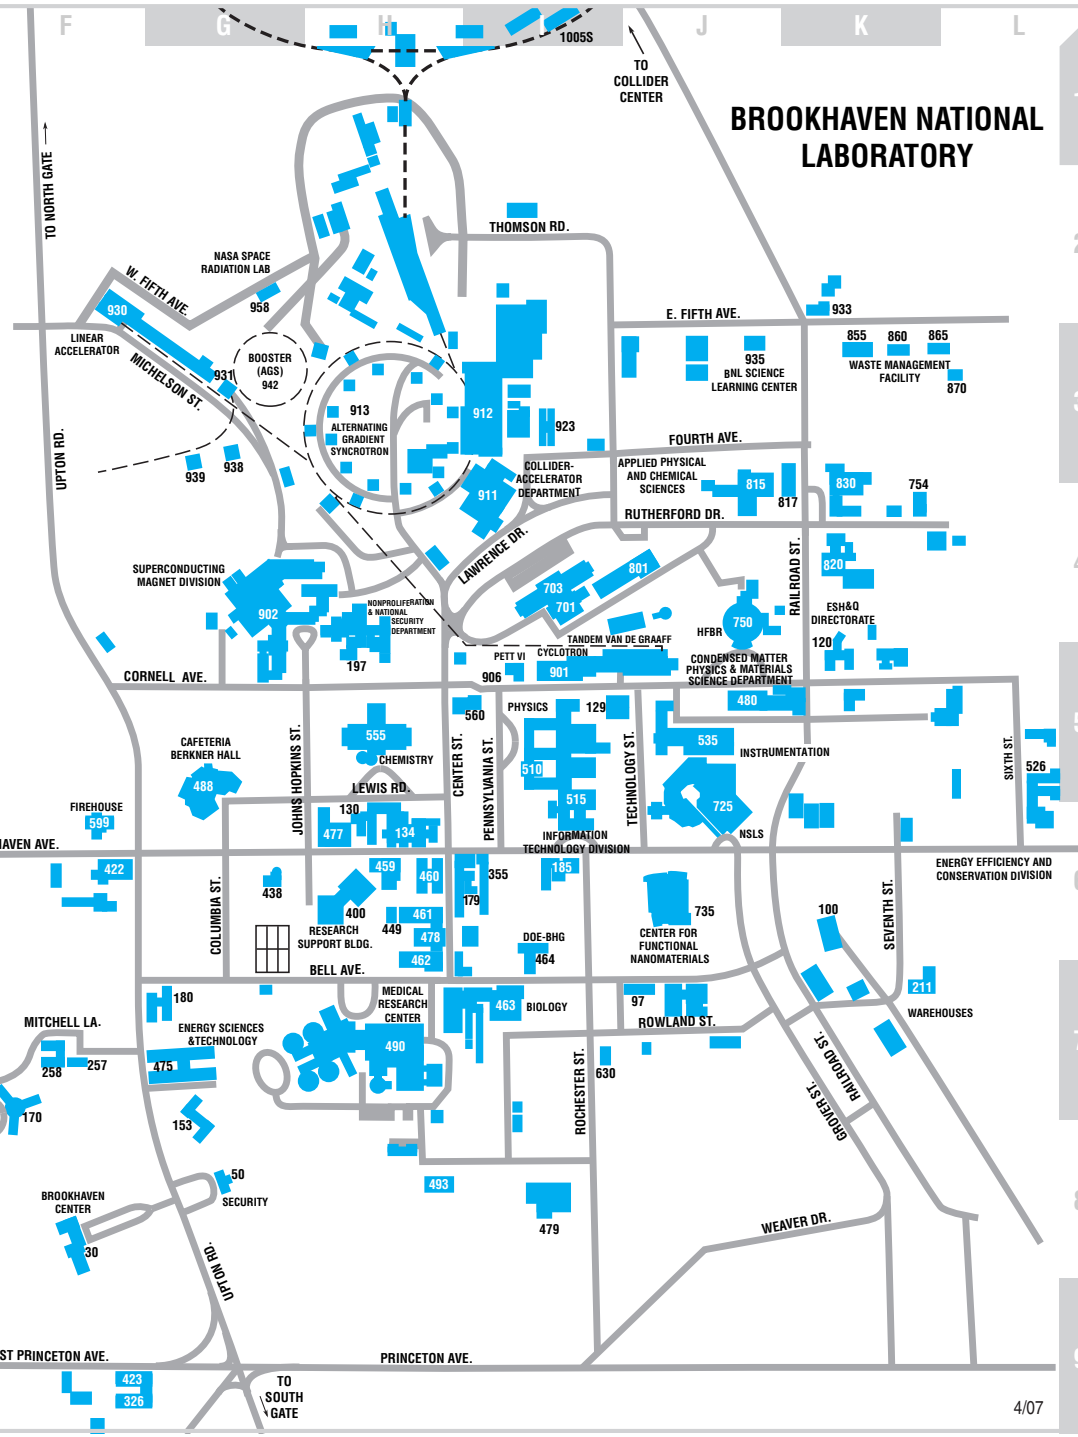 F
G
H
I
J
K
L
1005S
TO
COLLIDER
CENTER
BROOKHAVEN NATIONAL
LABORATORY
TO NORTH GATE
THOMSON RD.
NASA SPACE
RADIATION LAB
2
W. FIFTH AVE.
958
930
933
E. FIFTH AVE.
LINEAR
ACCELERATOR
MICHELSON ST.
931
BOOSTER
(AGS)
942
855
860
865
935
BNL SCIENCE
LEARNING CENTER
WASTE MANAGEMENT
FACILITY
870
3
913
ALTERNATING
GRADIENT
SYNCROTRON
912
923
FOURTH AVE.
UPTON RD.
939
938
COLLIDER-
ACCELERATOR
DEPARTMENT
911
APPLIED PHYSICAL
AND CHEMICAL
SCIENCES
815
817
830
754
RUTHERFORD DR.
LAWRENCE DR.
RAILROAD ST.
4
SUPERCONDUCTING
MAGNET DIVISION
902
NONPROLIFERATION
& NATIONAL
SECURITY
DEPARTMENT
197
703
701
801
820
ESH&Q
DIRECTORATE
120
HFBR
750
TANDEM VAN DE GRAAFF
CYCLOTRON
PETT VI
906
901
CONDENSED MATTER
PHYSICS & MATERIALS
SCIENCE DEPARTMENT
480
CORNELL AVE.
560
PHYSICS
129
5
555
CHEMISTRY
CAFETERIA
BERKNER HALL
488
JOHNS HOPKINS ST.
CENTER ST.
PENNSYLVANIA ST.
510
515
TECHNOLOGY ST.
535
INSTRUMENTATION
725
NSLS
SIXTH ST.
526
LEWIS RD.
FIREHOUSE
599
130
477
134
INFORMATION
TECHNOLOGY DIVISION
HAVEN AVE.
422
459
460
355
179
185
ENERGY EFFICIENCY AND
CONSERVATION DIVISION
COLUMBIA ST.
438
400
RESEARCH
SUPPORT BLDG.
461
449
478
462
DOE-BHG
464
735
CENTER FOR
FUNCTIONAL
NANOMATERIALS
100
SEVENTH ST.
BELL AVE.
180
MEDICAL
RESEARCH
CENTER
463
BIOLOGY
97
211
WAREHOUSES
MITCHELL LA.
ENERGY SCIENCES
&TECHNOLOGY
ROWLAND ST.
258
257
475
490
630
ROCHESTER ST.
RAILROAD ST.
GROVER ST.
170
153
50
SECURITY
493
479
8
BROOKHAVEN
CENTER
30
WEAVER DR.
UPTON RD.
ST PRINCETON AVE.
PRINCETON AVE.
423
326
TO
SOUTH
GATE
4/07